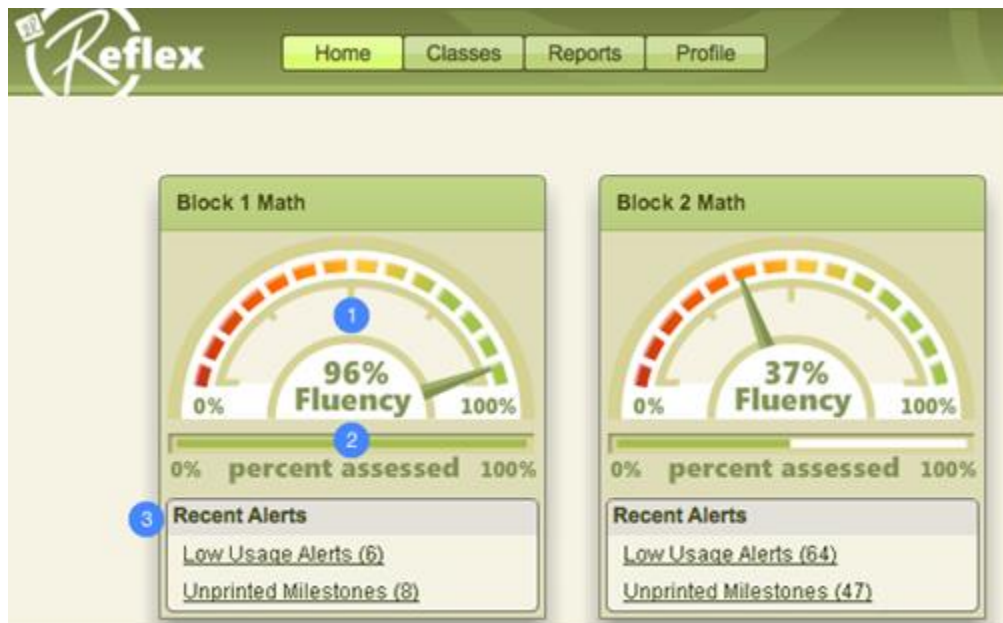 Reflex
Home Classes Reports Profile
Block 1 Math
1
96%
Fluency
0% 100%
2
0% percent assessed 100%
3 Recent Alerts
Low Usage Alerts (6)
Unprinted Milestones (8)
Block 2 Math
37%
Fluency
0% 100%
0% percent assessed 100%
Recent Alerts
Low Usage Alerts (64)
Unprinted Milestones (47)